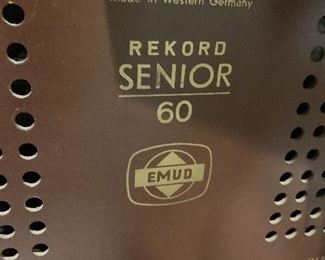 Made in Western Germany
REKORD
SENIOR
60
EMUD